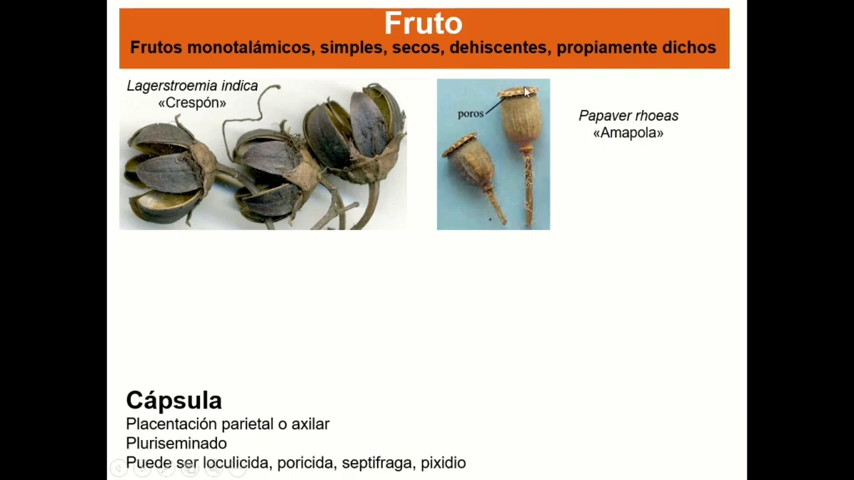 Fruto
Frutos monotalámicos, simples, secos, dehiscentes, propiamente dichos
Lagerstroemia indica
«Crespón»
poros
Papaver rhoeas
«Amapola»
Cápsula
Placentación parietal o axilar
Pluriseminado
Puede ser loculicida, poricida, septifraga, pixidio